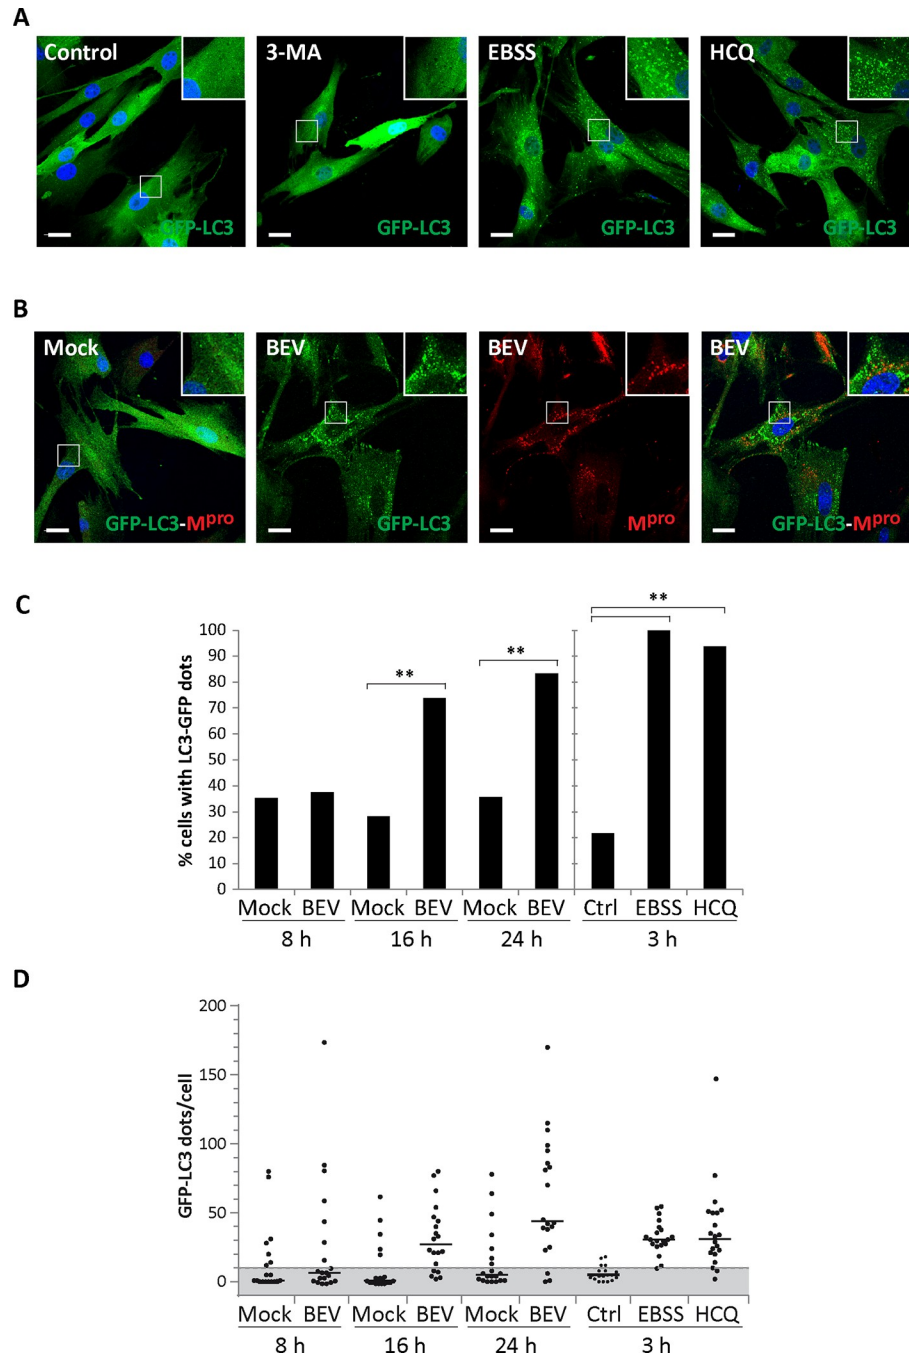 A
Control 3-MA EBSS HCQ
GFP-LC3 GFP-LC3 GFP-LC3 GFP-LC3
B
Mock BEV BEV BEV
GFP-LC3-Mpro GFP-LC3 Mpro GFP-LC3-Mpro
C
% cells with LC3-GFP dots
100
90
80
70
60
50
40
30
20
10
0
** ** **
Mock BEV Mock BEV Mock BEV Ctrl EBSS HCQ
8 h 16 h 24 h 3 h
D
GFP-LC3 dots/cell
200
150
100
50
0
Mock BEV Mock BEV Mock BEV Ctrl EBSS HCQ
8 h 16 h 24 h 3 h